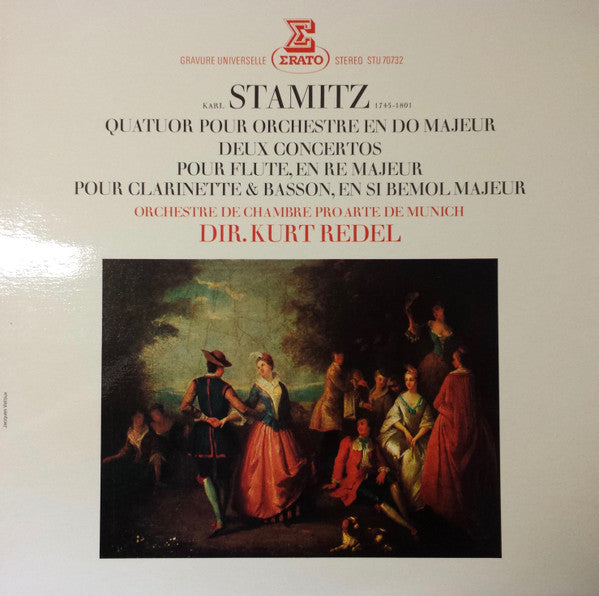 GRAVURE UNIVERSELLE ERATO STEREO STU 70732
KARL STAMITZ 1745-1801
QUATUOR POUR ORCHESTRE EN DO MAJEUR
DEUX CONCERTOS
POUR FLUTE, EN RE MAJEUR
POUR CLARINETTE & BASSON, EN SI BEMOL MAJEUR
ORCHESTRE DE CHAMBRE PRO ARTE DE MUNICH
DIR. KURT REDEL